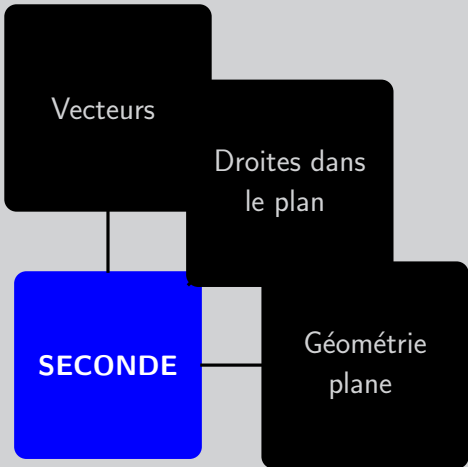 Vecteurs
Droites dans
le plan
SECONDE
Géométrie
plane